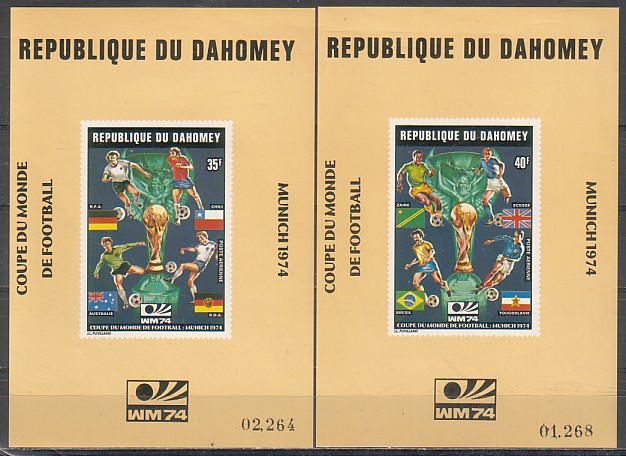 REPUBLIQUE DU DAHOMEY
COUPE DU MONDE
DE FOOTBALL
REPUBLIQUE DU DAHOMEY
35F
R.F.A.
CHILI
POSTE AERIENNE
AUSTRALIE
R.D.A.
WM74
COUPE DU MONDE DE FOOTBALL : MUNICH 1974
J.L. PUVILLAND
MUNICH 1974
WM74
02,264
REPUBLIQUE DU DAHOMEY
COUPE DU MONDE
DE FOOTBALL
REPUBLIQUE DU DAHOMEY
40F
ZAIRE
ECOSSE
POSTE AERIENNE
BRESIL
YOUGOSLAVIE
WM74
COUPE DU MONDE DE FOOTBALL : MUNICH 1974
J.L. PUVILLAND
MUNICH 1974
WM74
01,268